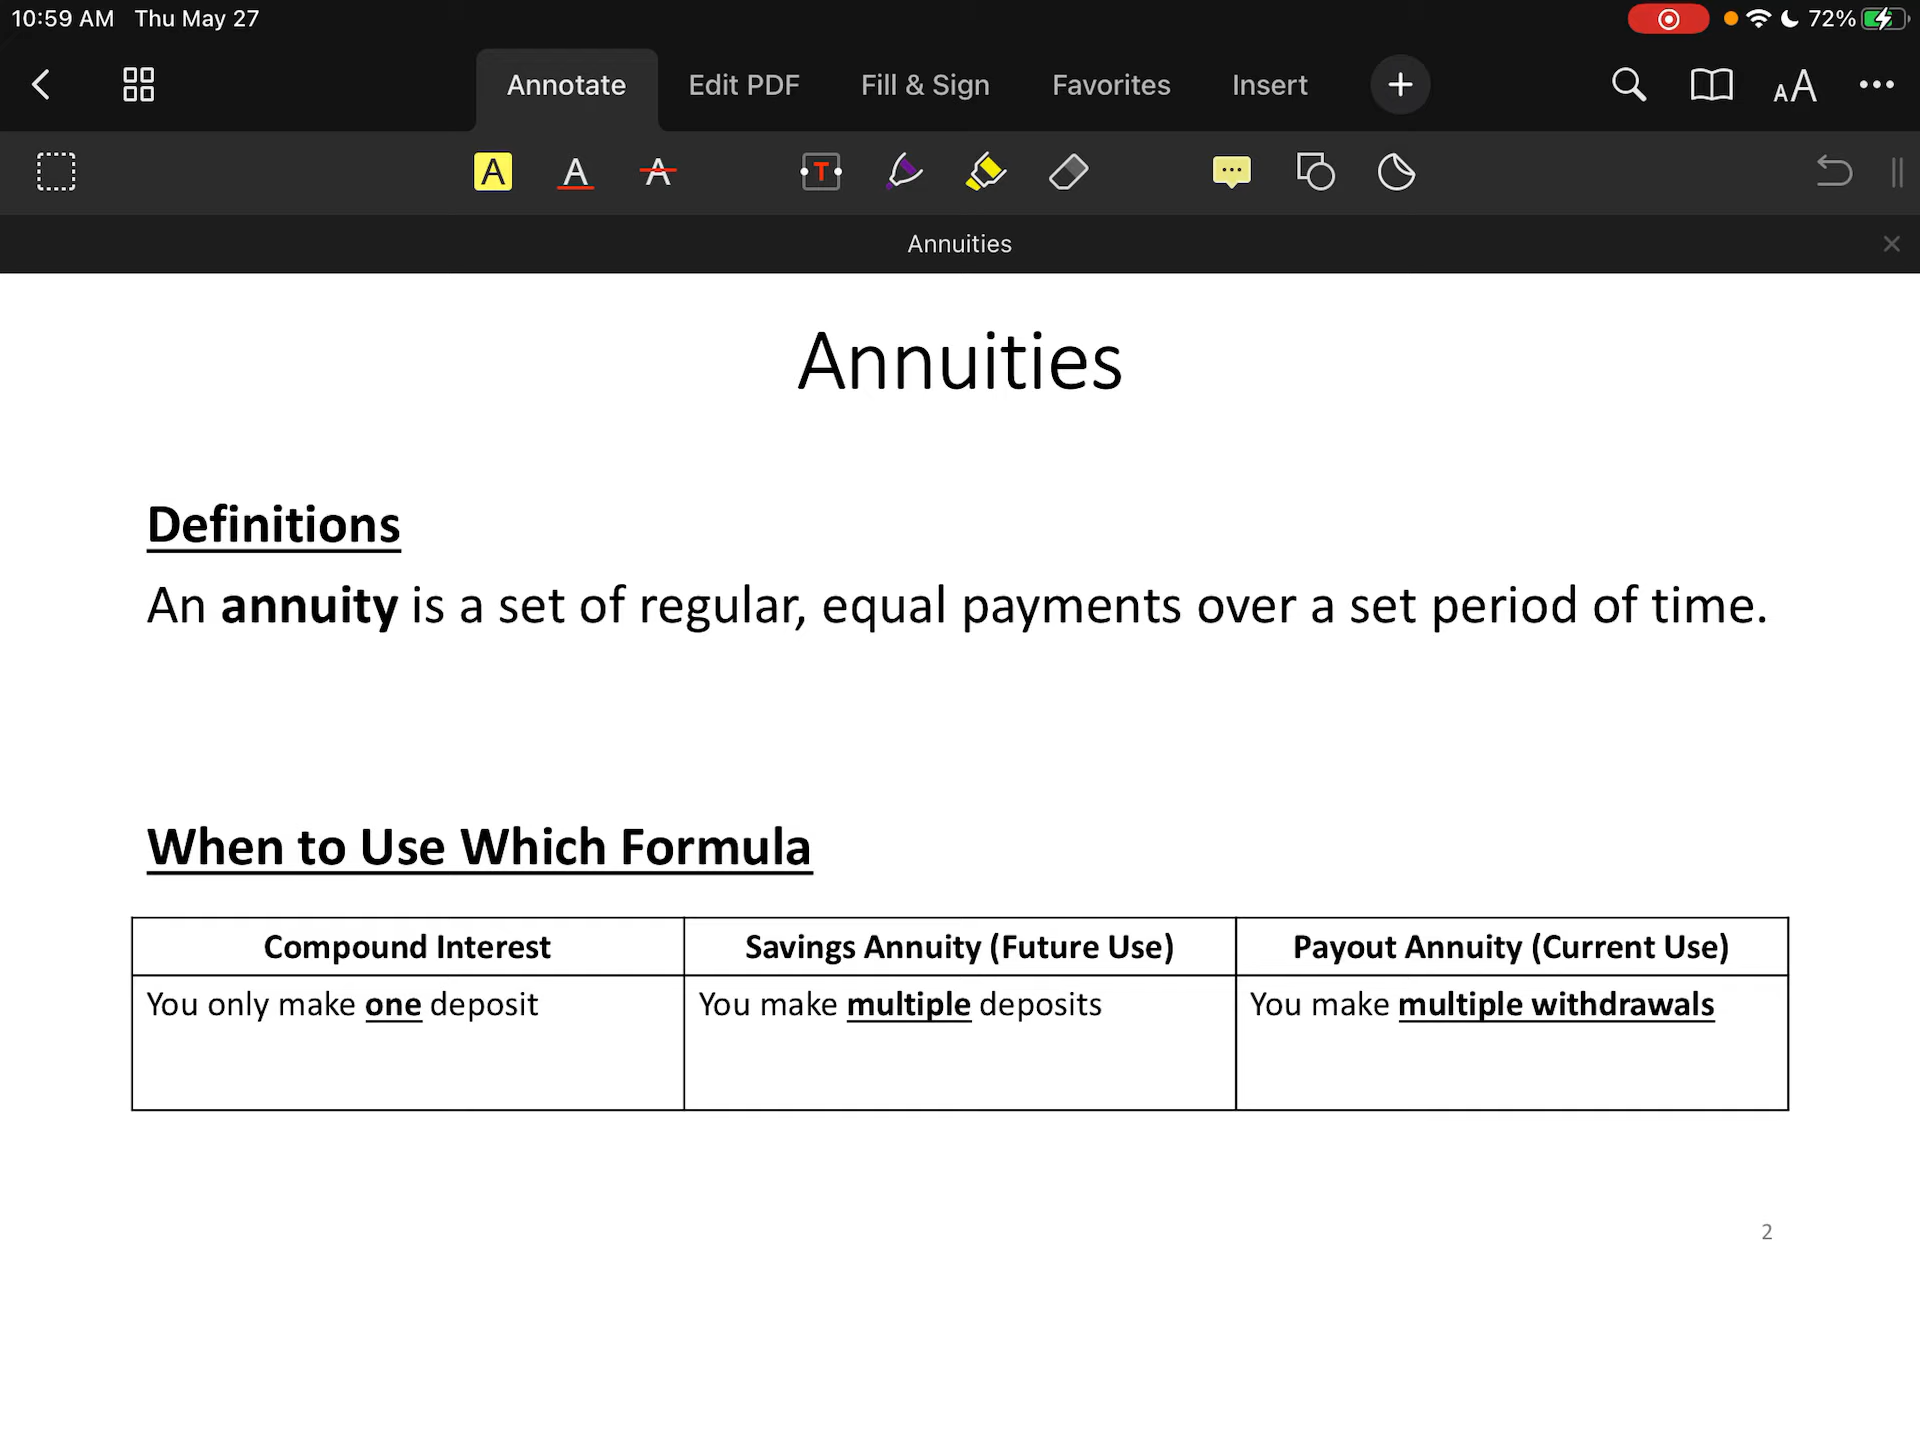 10:59 AM Thu May 27
72%
Annotate Edit PDF Fill & Sign Favorites Insert
AA
A A A T
Annuities
Annuities
Definitions
An annuity is a set of regular, equal payments over a set period of time.
When to Use Which Formula
Compound Interest Savings Annuity (Future Use) Payout Annuity (Current Use)
You only make one deposit You make multiple deposits You make multiple withdrawals
2